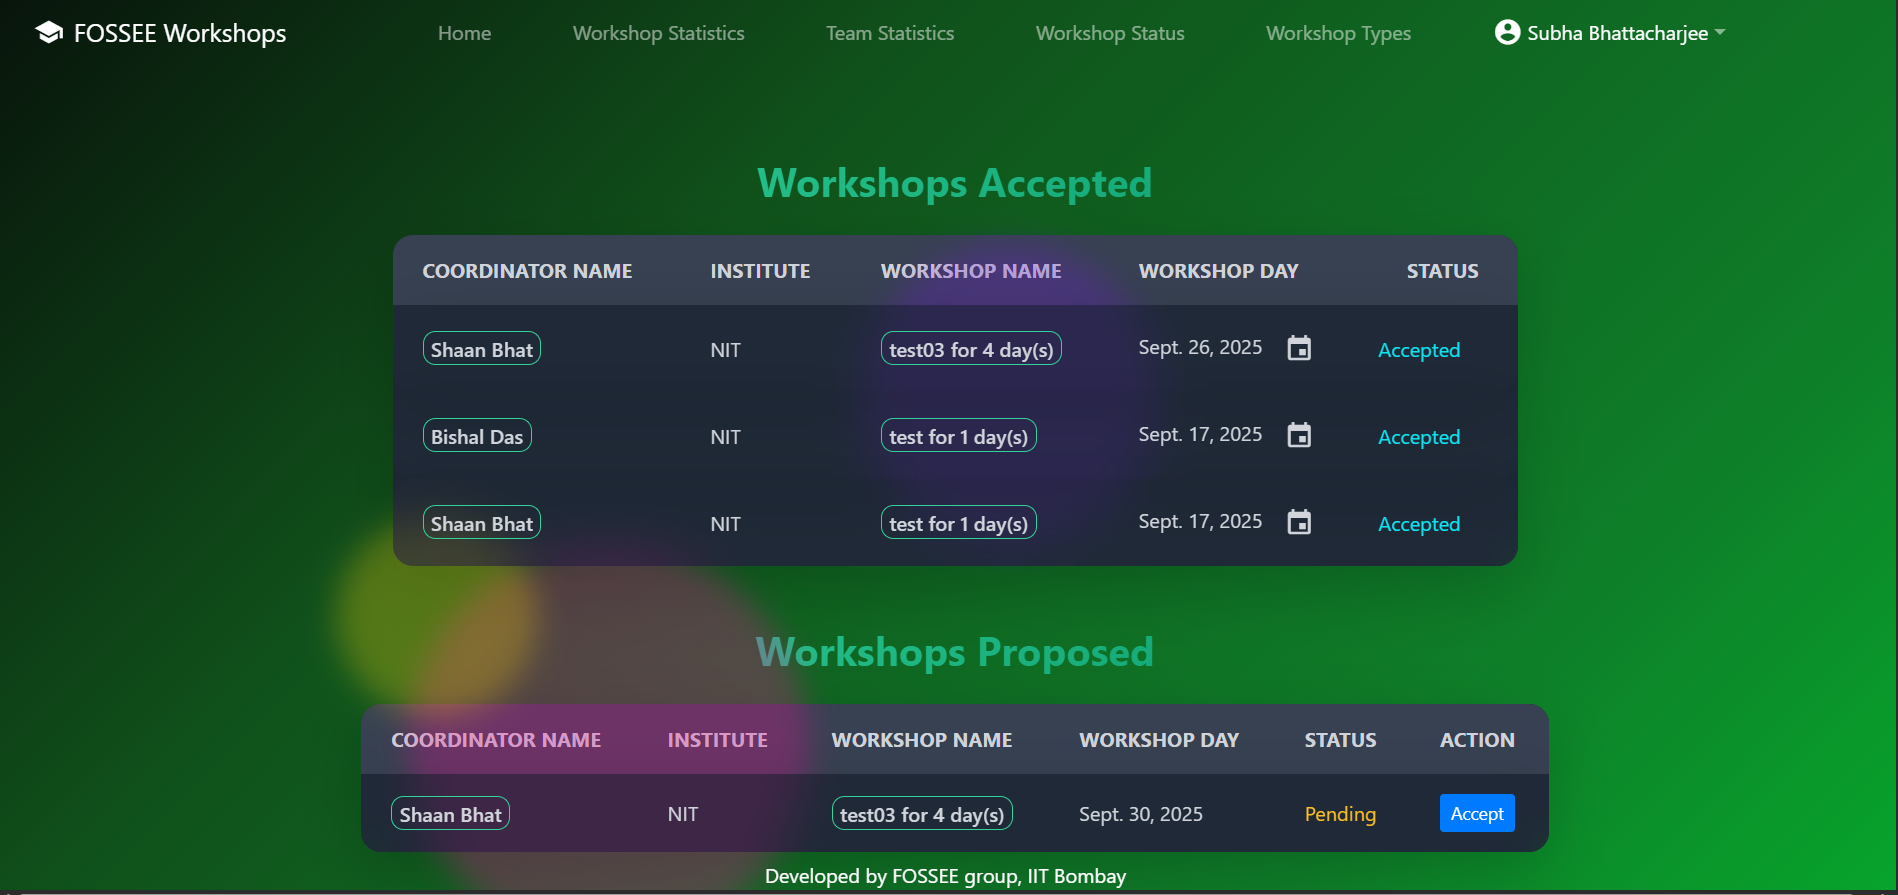 FOSSEE Workshops Home Workshop Statistics Team Statistics Workshop Status Workshop Types Subha Bhattacharjee
Workshops Accepted
COORDINATOR NAME INSTITUTE WORKSHOP NAME WORKSHOP DAY STATUS
Shaan Bhat NIT test03 for 4 day(s) Sept. 26, 2025 Accepted
Bishal Das NIT test for 1 day(s) Sept. 17, 2025 Accepted
Shaan Bhat NIT test for 1 day(s) Sept. 17, 2025 Accepted
Workshops Proposed
COORDINATOR NAME INSTITUTE WORKSHOP NAME WORKSHOP DAY STATUS ACTION
Shaan Bhat NIT test03 for 4 day(s) Sept. 30, 2025 Pending Accept
Developed by FOSSEE group, IIT Bombay